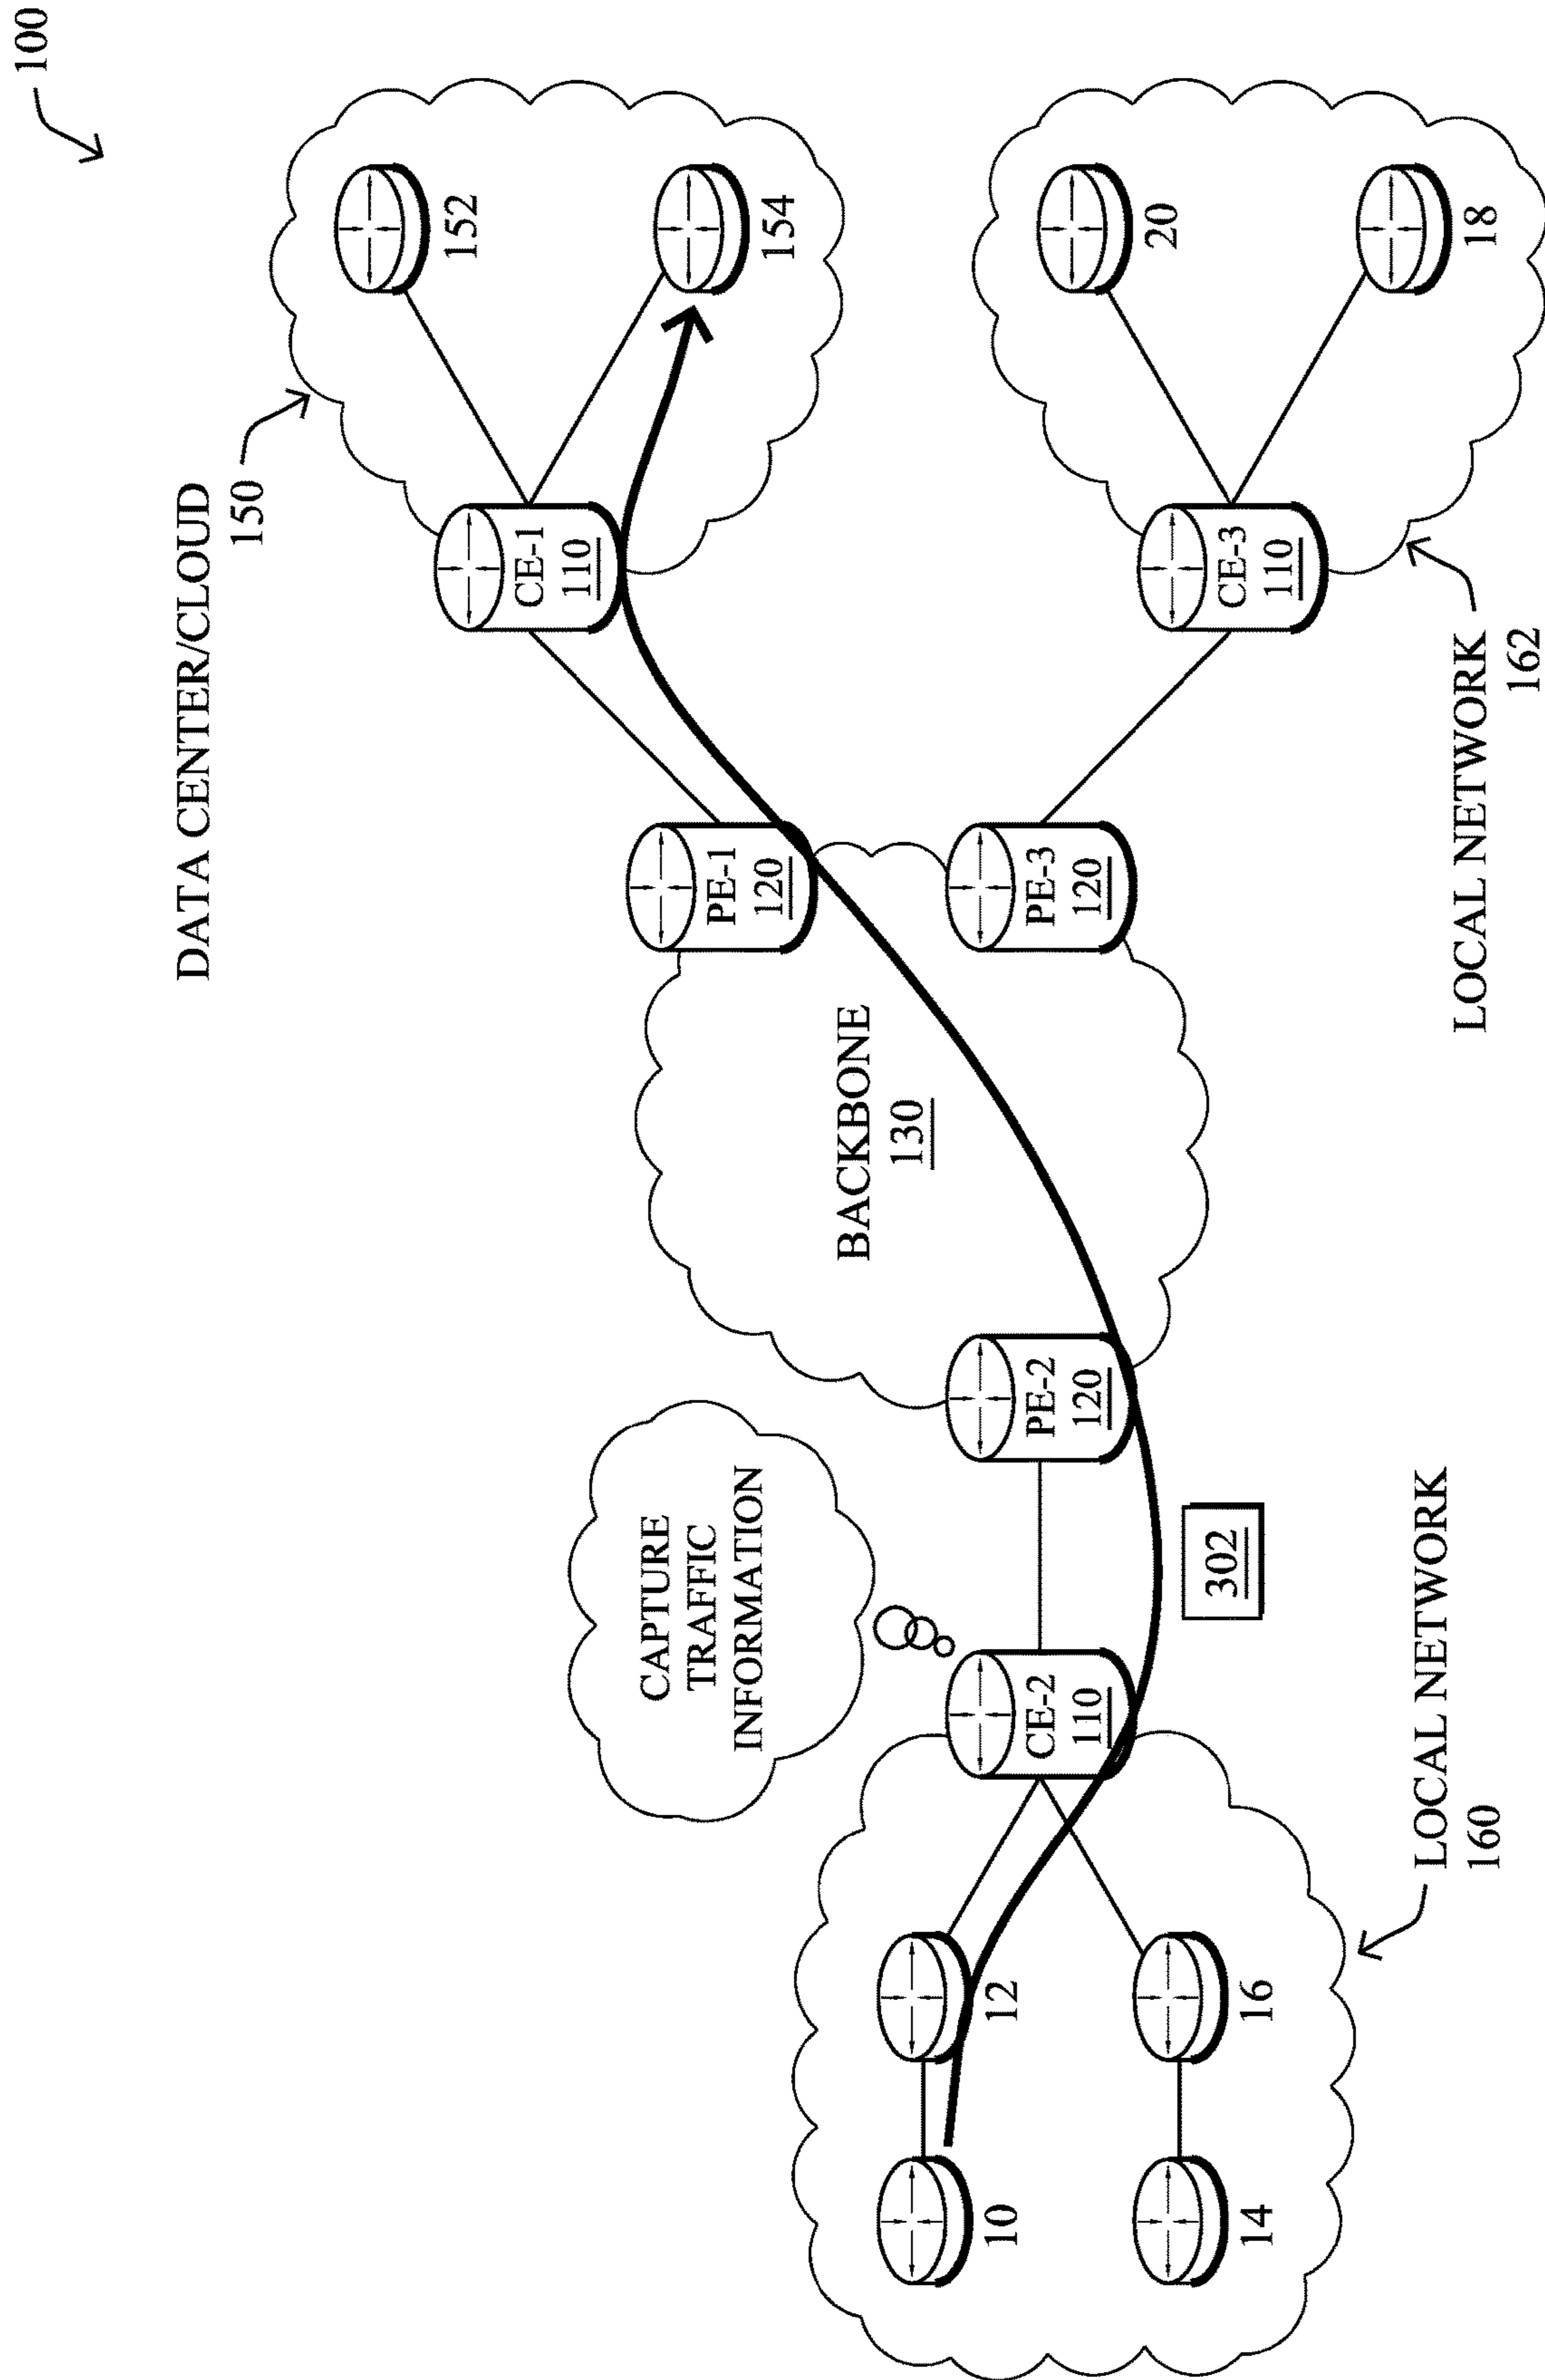 100
DATA CENTER/CLOUD
150
152
154
CE-1
110
PE-1
120
CAPTURE
TRAFFIC
INFORMATION
BACKBONE
130
10
12
CE-2
110
PE-2
120
PE-3
120
20
14
16
302
CE-3
110
18
LOCAL NETWORK
160
LOCAL NETWORK
162